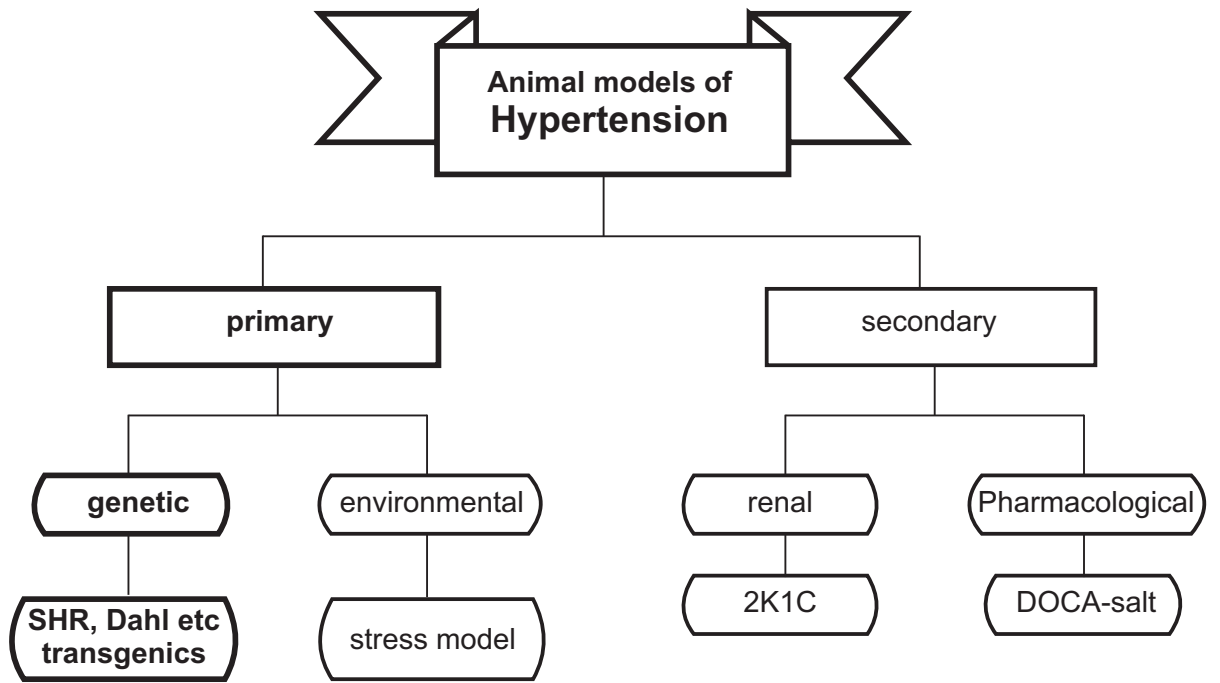 Animal models of
Hypertension
primary
secondary
genetic
environmental
renal
Pharmacological
SHR, Dahl etc
transgenics
stress model
2K1C
DOCA-salt